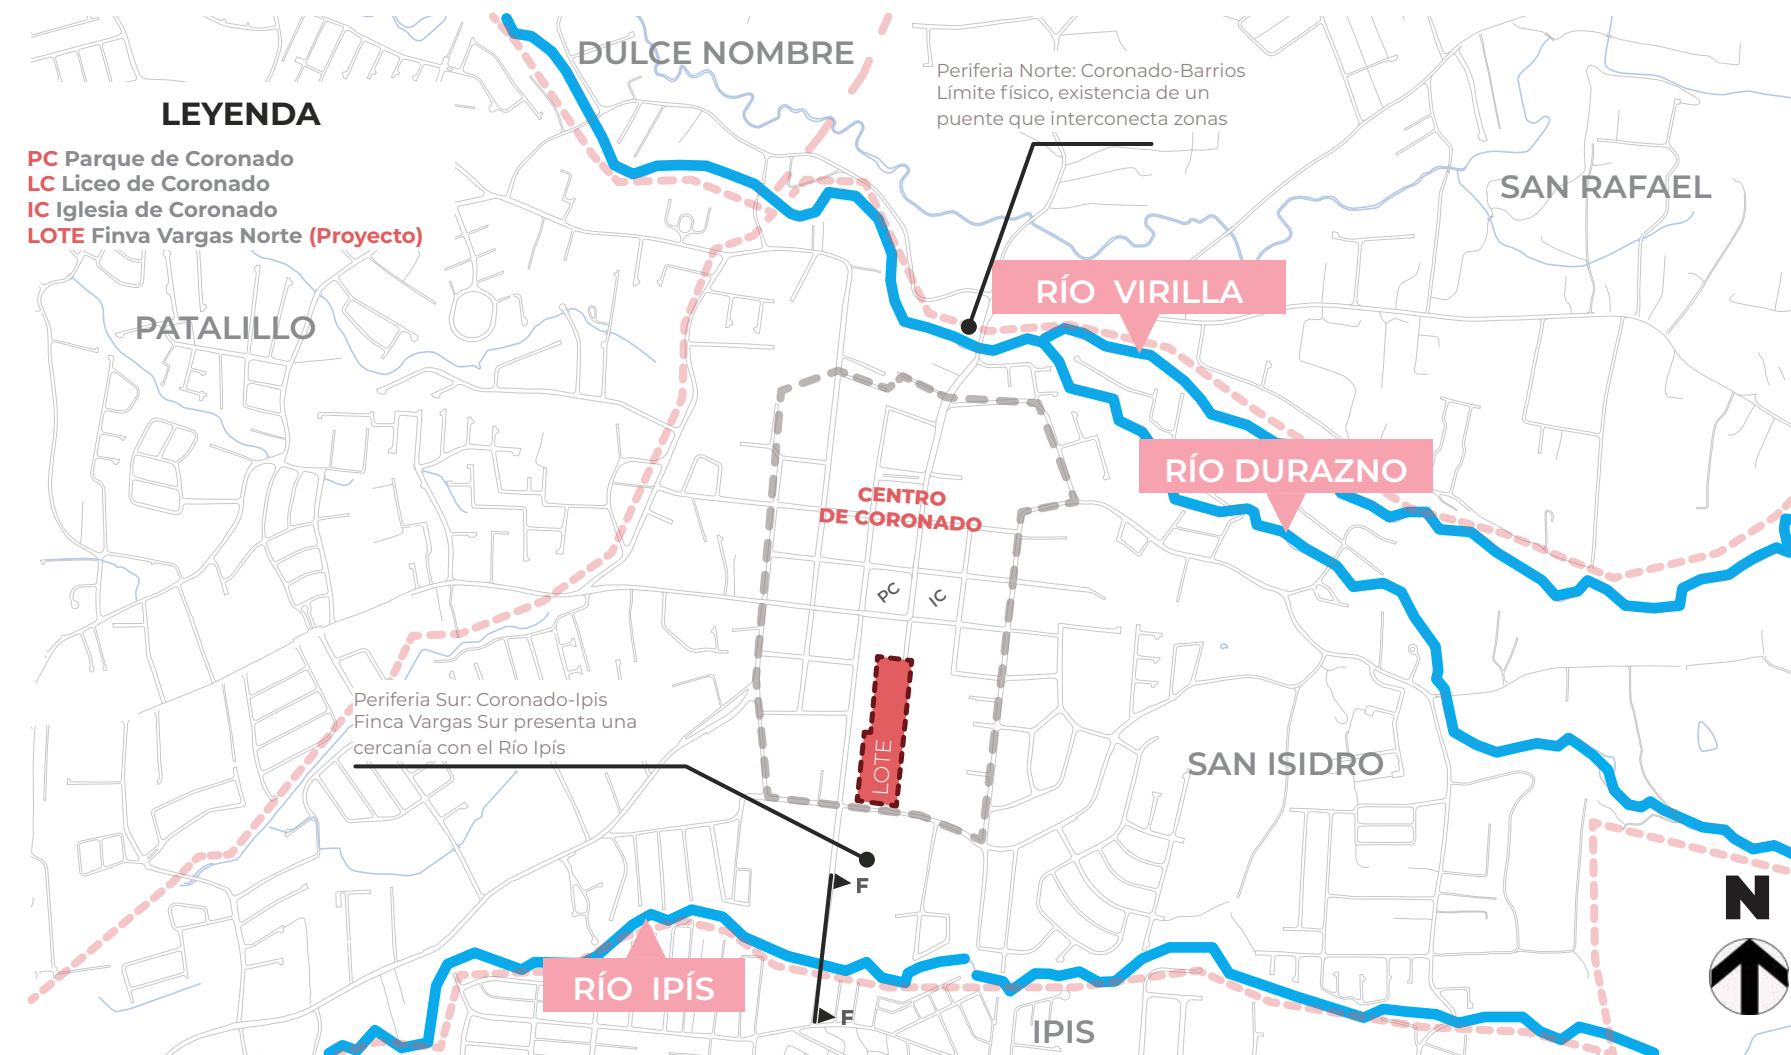 DULCE NOMBRE
Periferia Norte: Coronado-Barrios
Límite físico, existencia de un
puente que interconecta zonas
LEYENDA
PC Parque de Coronado
LC Liceo de Coronado
IC Iglesia de Coronado
LOTE Finva Vargas Norte (Proyecto)
SAN RAFAEL
RÍO VIRILLA
PATALILLO
RÍO DURAZNO
CENTRO
DE CORONADO
PC
IC
Periferia Sur: Coronado-Ipis
Finca Vargas Sur presenta una
cercanía con el Río Ipís
LOTE
SAN ISIDRO
F
N
RÍO IPÍS
F
IPIS